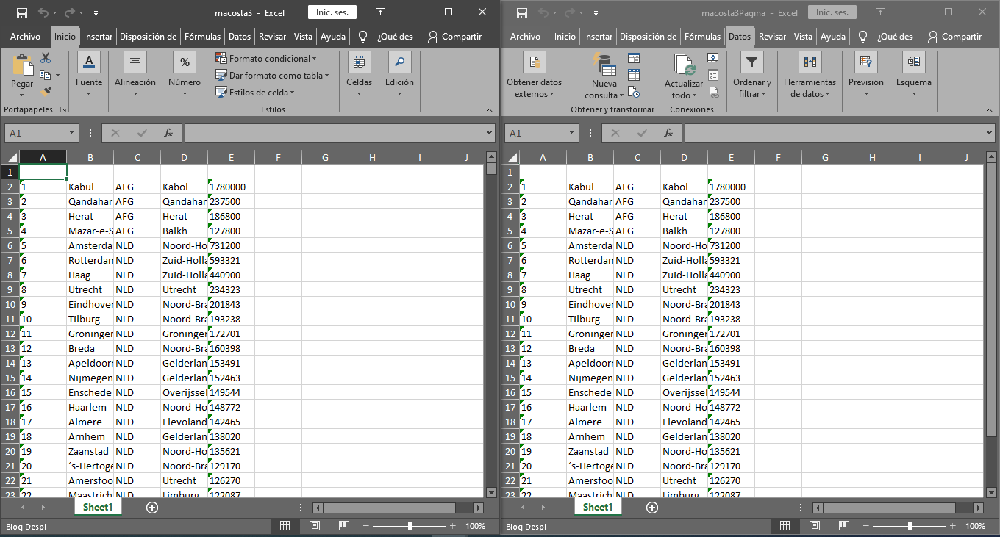 macosta3 - Excel
Inic. ses.
Archivo Inicio Insertar Disposición de Fórmulas Datos Revisar Vista Ayuda ¿Qué des Compartir
Pegar
Portapapeles
Fuente
Alineación
%
Número
Formato condicional
Dar formato como tabla
Estilos de celda
Estilos
Celdas
Edición
A1 fx
A B C D E F G H I J
1
2 1 Kabul AFG Kabol 1780000
3 2 Qandahar AFG Qandahar 237500
4 3 Herat AFG Herat 186800
5 4 Mazar-e-S AFG Balkh 127800
6 5 Amsterda NLD Noord-Ho 731200
7 6 Rotterdam NLD Zuid-Holla 593321
8 7 Haag NLD Zuid-Holla 440900
9 8 Utrecht NLD Utrecht 234323
10 9 Eindhoven NLD Noord-Bra 201843
11 10 Tilburg NLD Noord-Bra 193238
12 11 Groningen NLD Groningen 172701
13 12 Breda NLD Noord-Bra 160398
14 13 Apeldoorn NLD Gelderlan 153491
15 14 Nijmegen NLD Gelderlan 152463
16 15 Enschede NLD Overijssel 149544
17 16 Haarlem NLD Noord-Ho 148772
18 17 Almere NLD Flevoland 142465
19 18 Arnhem NLD Gelderlan 138020
20 19 Zaanstad NLD Noord-Ho 135621
21 20 ´s-Hertoge NLD Noord-Bra 129170
22 21 Amersfoo NLD Utrecht 126270
23 22 Maastrich NLD Limburg 122087
Sheet1
Bloq Despl 100%
macosta3Pagina - Excel
Inic. ses.
Archivo Inicio Insertar Disposición de Fórmulas Datos Revisar Vista Ayuda ¿Qué des Compartir
Obtener datos
externos
Nueva
consulta
Obtener y transformar
Actualizar
todo
Conexiones
Ordenar y
filtrar
Herramientas
de datos
Previsión
Esquema
A1 fx
A B C D E F G H I J
1
2 1 Kabul AFG Kabol 1780000
3 2 Qandahar AFG Qandahar 237500
4 3 Herat AFG Herat 186800
5 4 Mazar-e-S AFG Balkh 127800
6 5 Amsterda NLD Noord-Ho 731200
7 6 Rotterdam NLD Zuid-Holla 593321
8 7 Haag NLD Zuid-Holla 440900
9 8 Utrecht NLD Utrecht 234323
10 9 Eindhoven NLD Noord-Bra 201843
11 10 Tilburg NLD Noord-Bra 193238
12 11 Groningen NLD Groningen 172701
13 12 Breda NLD Noord-Bra 160398
14 13 Apeldoorn NLD Gelderlan 153491
15 14 Nijmegen NLD Gelderlan 152463
16 15 Enschede NLD Overijssel 149544
17 16 Haarlem NLD Noord-Ho 148772
18 17 Almere NLD Flevoland 142465
19 18 Arnhem NLD Gelderlan 138020
20 19 Zaanstad NLD Noord-Ho 135621
21 20 ´s-Hertoge NLD Noord-Bra 129170
22 21 Amersfoo NLD Utrecht 126270
23 22 Maastrich NLD Limburg 122087
Sheet1
Bloq Despl 100%